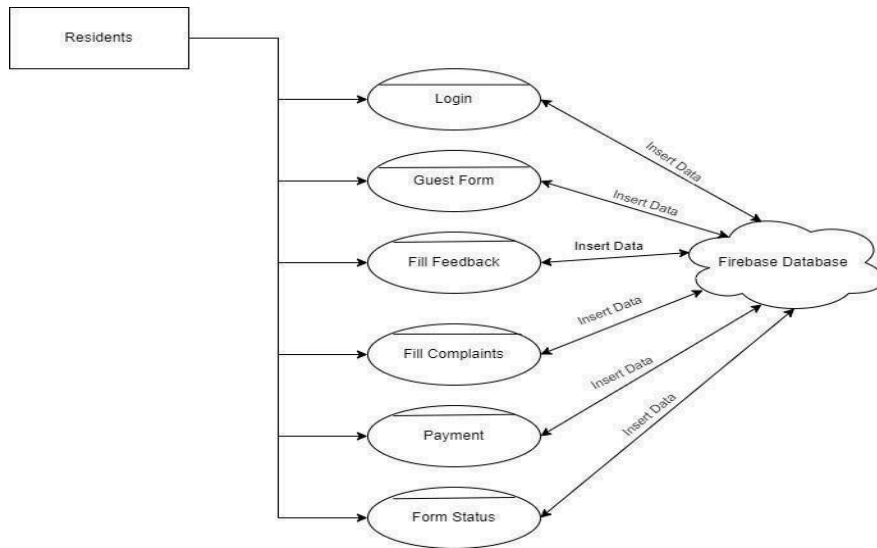 Residents
Login
Insert Data
Guest Form
Insert Data
Fill Feedback
Insert Data
Firebase Database
Insert Data
Fill Complaints
Insert Data
Payment
Insert Data
Form Status